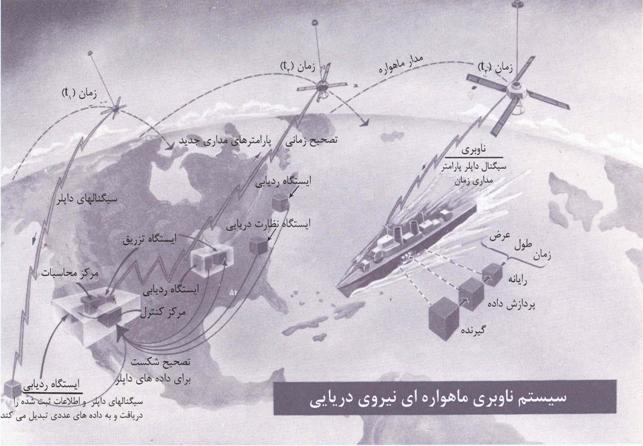 زمان (t۱)
زمان (t۲)
زمان (t۳)
مدار ماهواره
تصحیح زمانی
پارامترهای مداری جدید
ناوبری
سیگنال داپلر پارامتر
مداری زمان
ایستگاه ردیابی
سیگنالهای داپلر
ایستگاه نظارت دریایی
ایستگاه تزریق
عرض
طول
زمان
مرکز محاسبات
رایانه
ایستگاه ردیابی
پردازش داده
مرکز کنترل
گیرنده
تصحیح شکست
برای داده های داپلر
ایستگاه ردیابی
سیگنالهای داپلر و اطلاعات ثبت شده را
دریافت و به داده های عددی تبدیل می کند
سیستم ناوبری ماهواره ای نیروی دریایی